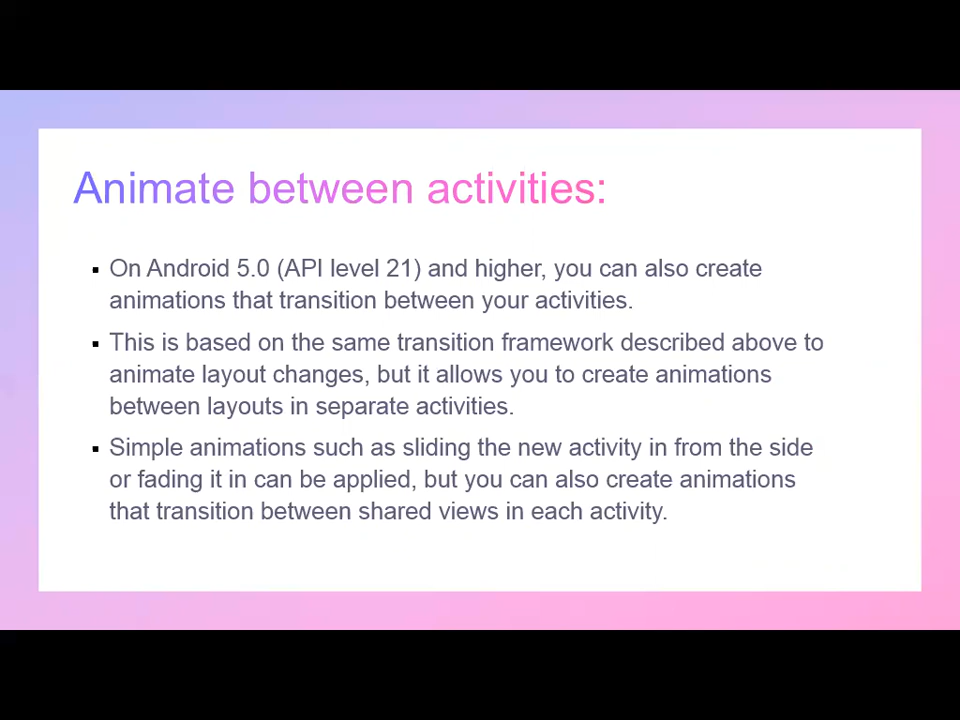 Animate between activities:
▪ On Android 5.0 (API level 21) and higher, you can also create
animations that transition between your activities.
▪ This is based on the same transition framework described above to
animate layout changes, but it allows you to create animations
between layouts in separate activities.
▪ Simple animations such as sliding the new activity in from the side
or fading it in can be applied, but you can also create animations
that transition between shared views in each activity.